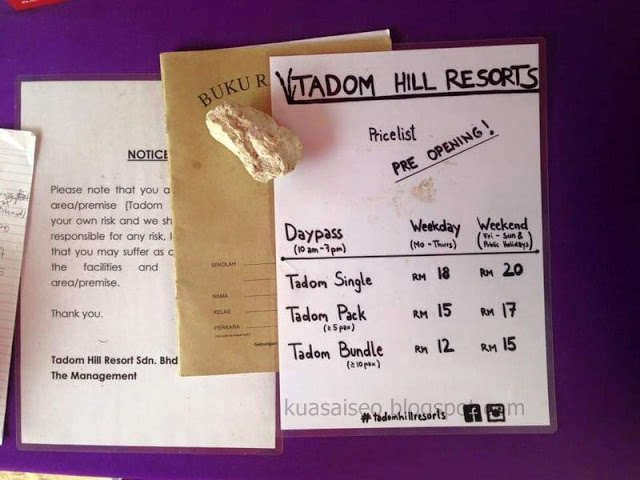 NOTICE
Please note that you a
area/premise (Tadom
your own risk and we sh
responsible for any risk, l
that you may suffer as c
the facilities and
area/premise.
Thank you.
Tadom Hill Resort Sdn. Bhd
The Management
BUKU R
SEKOLAH
NAMA
KELAS
PERKARA
TADOM HILL RESORTS
Pricelist
PRE OPENING!
Daypass Weekday Weekend
(10 am - 7 pm) (Mo - Thurs) (Fri - Sun &
Public Holidays)
Tadom Single RM 18 RM 20
Tadom Pack RM 15 RM 17
(≥5 pax)
Tadom Bundle RM 12 RM 15
(≥10 pax)
kuasaiseo.blogspot.com
#tadomhillresorts